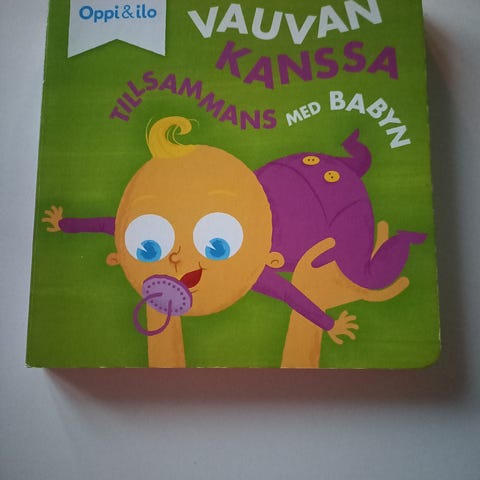 Oppi&ilo
VAUVAN
KANSSA
TILLSAMMANS MED BABYN